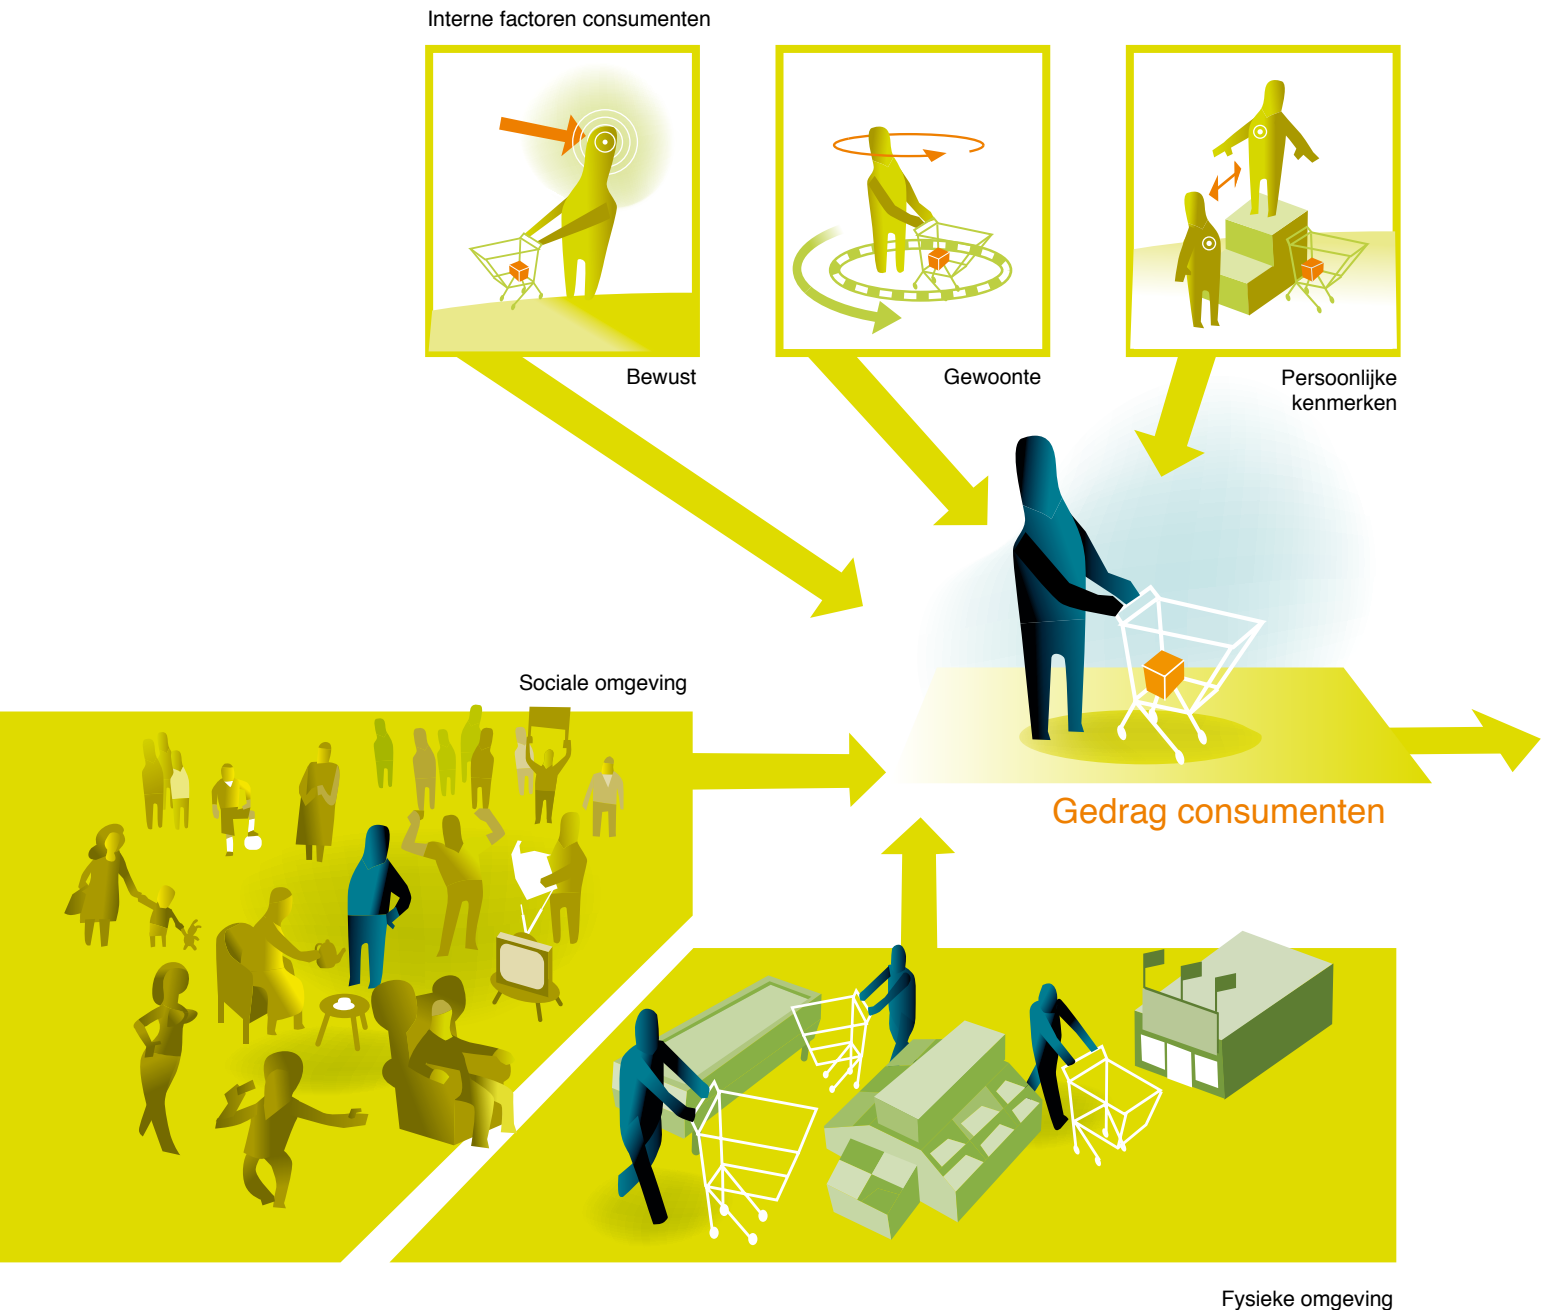 Interne factoren consumenten
Bewust
Gewoonte
Persoonlijke
kenmerken
Sociale omgeving
Gedrag consumenten
Fysieke omgeving